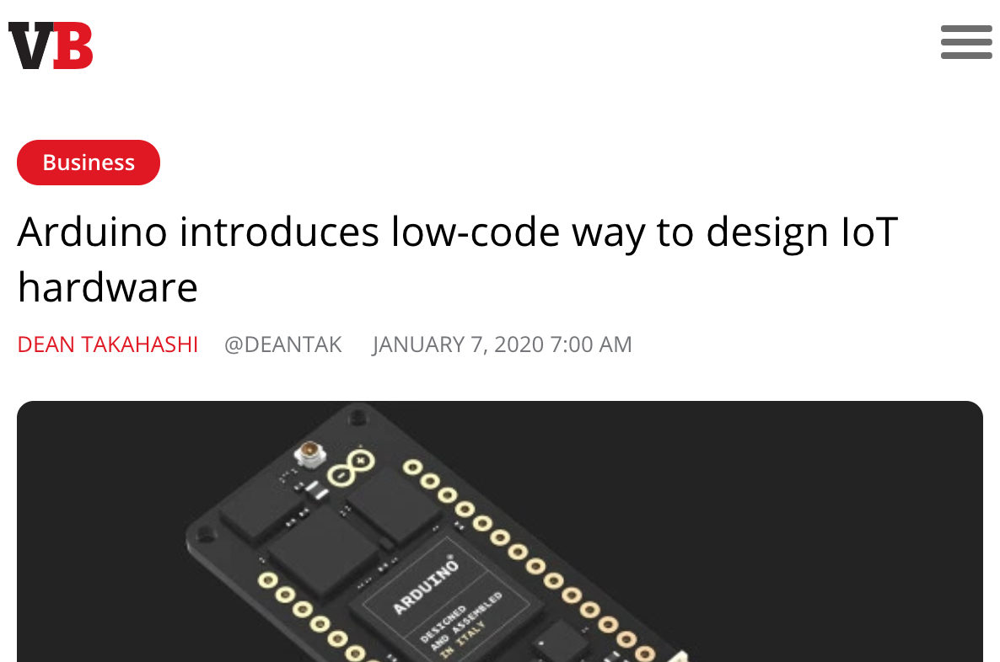 VB
Business
Arduino introduces low-code way to design IoT
hardware
DEAN TAKAHASHI @DEANTAK JANUARY 7, 2020 7:00 AM
ARDUINO®
DESIGNED
AND ASSEMBLED
IN ITALY